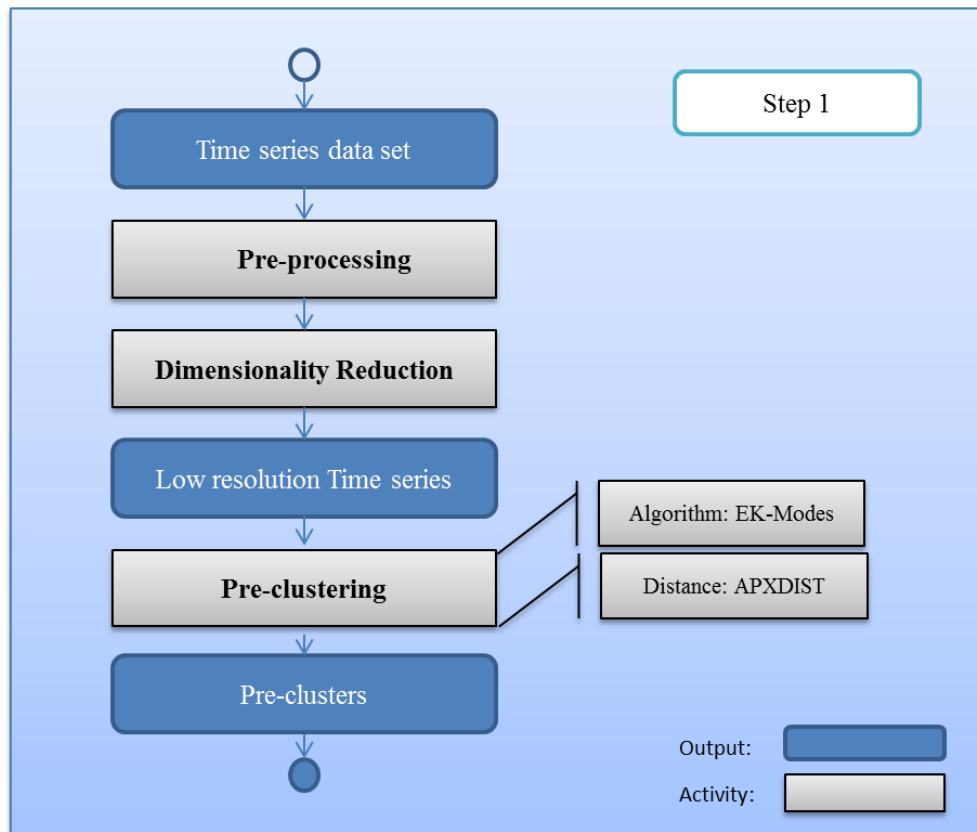 Step 1
Time series data set
Pre-processing
Dimensionality Reduction
Low resolution Time series
Algorithm: EK-Modes
Pre-clustering
Distance: APXDIST
Pre-clusters
Output:
Activity: